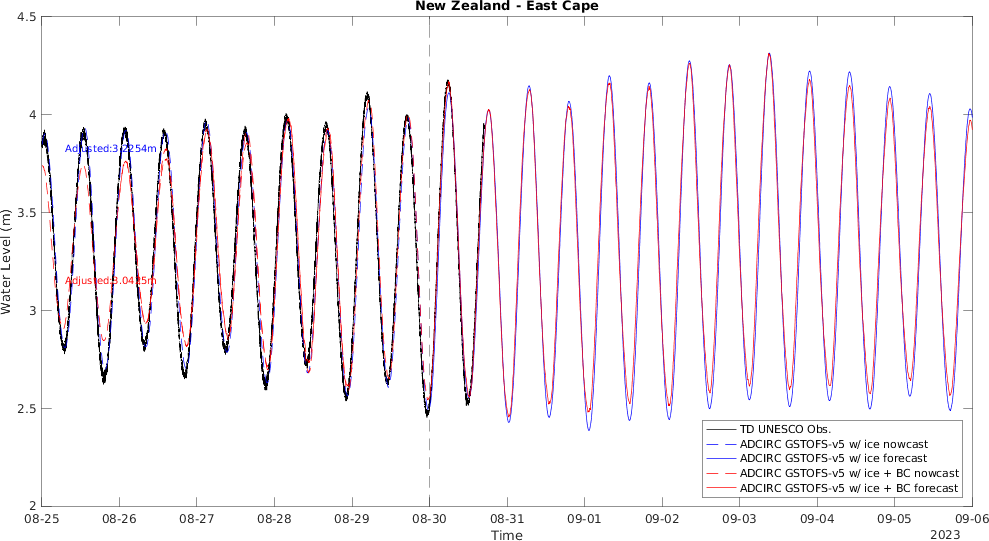 New Zealand - East Cape
4.5
4
3.5
3
2.5
2
Water Level (m)
Adjusted:3.2254m
TD UNESCO Obs.
ADCIRC GSTOFS-v5 w/ ice nowcast
ADCIRC GSTOFS-v5 w/ ice forecast
ADCIRC GSTOFS-v5 w/ ice + BC nowcast
ADCIRC GSTOFS-v5 w/ ice + BC forecast
08-25 08-26 08-27 08-28 08-29 08-30 08-31 09-01 09-02 09-03 09-04 09-05 09-06
Time
2023